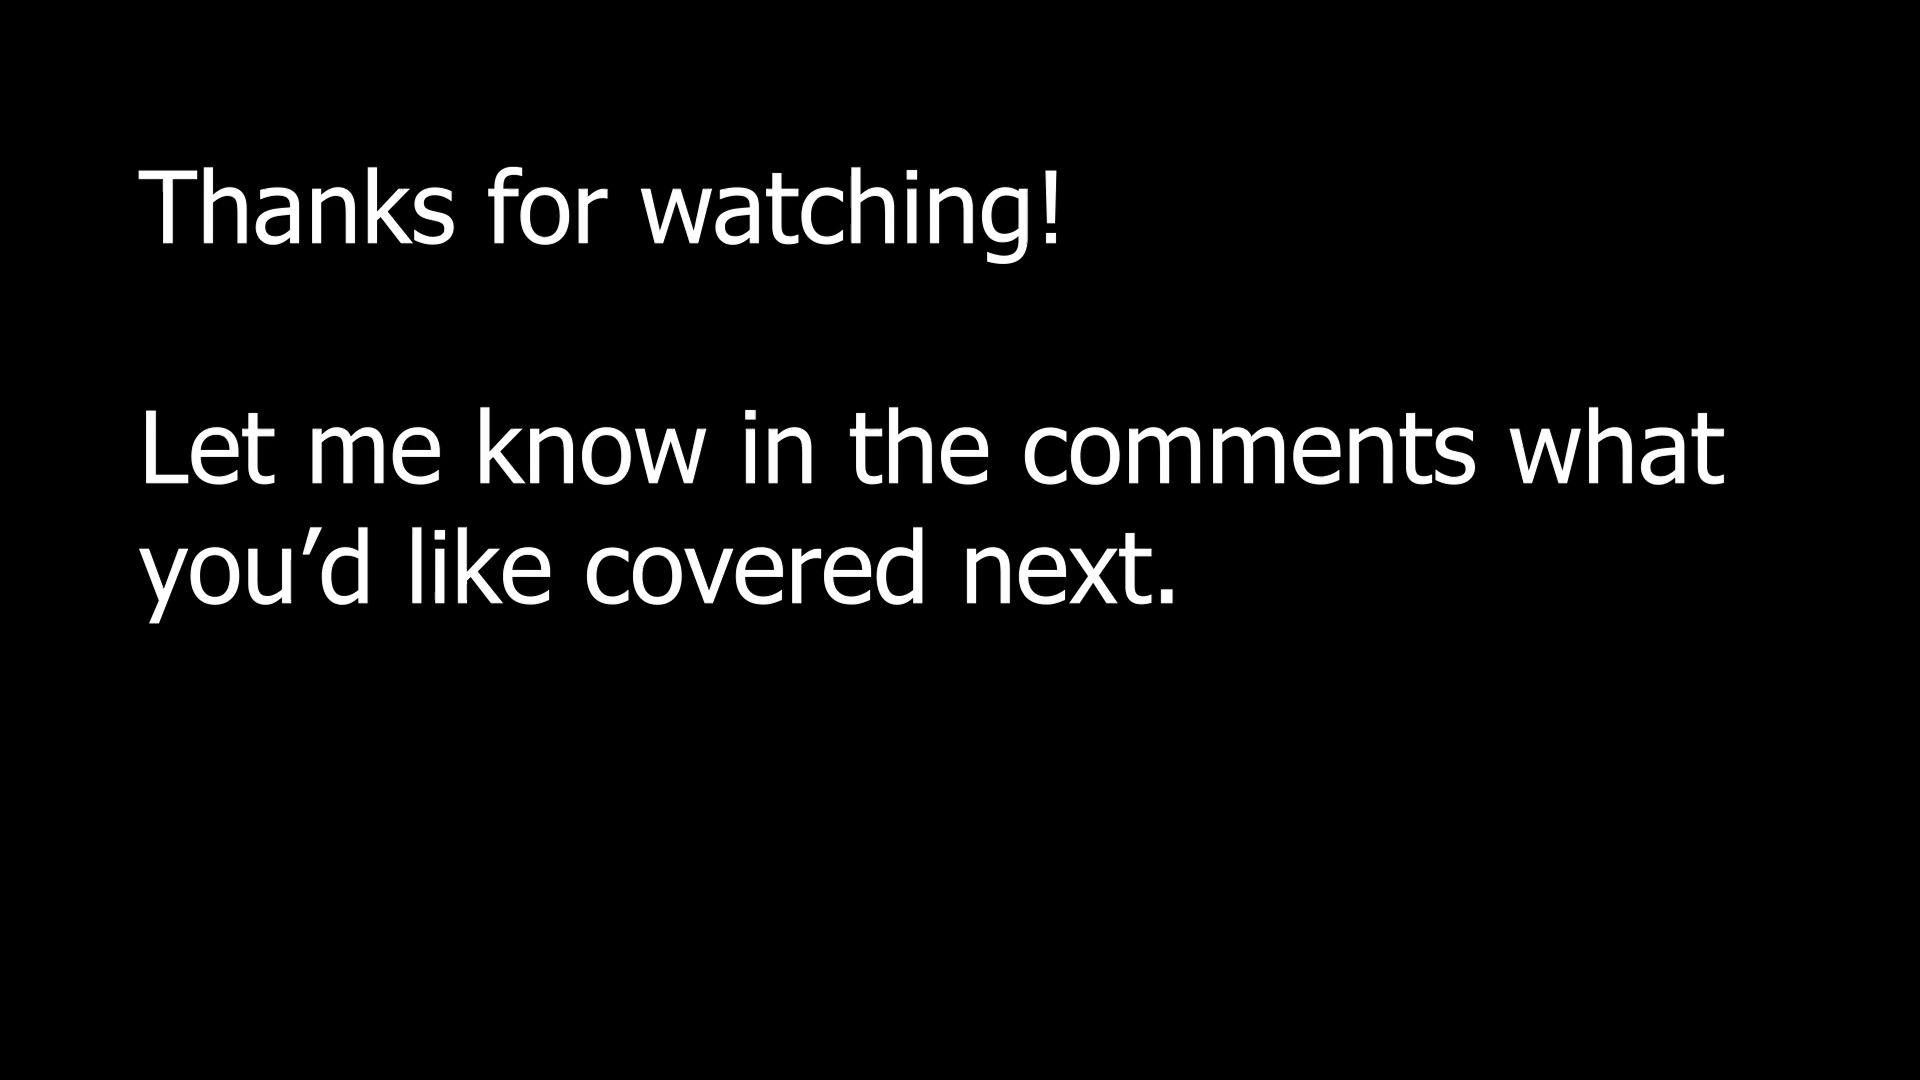 Thanks for watching!
Let me know in the comments what
you’d like covered next.